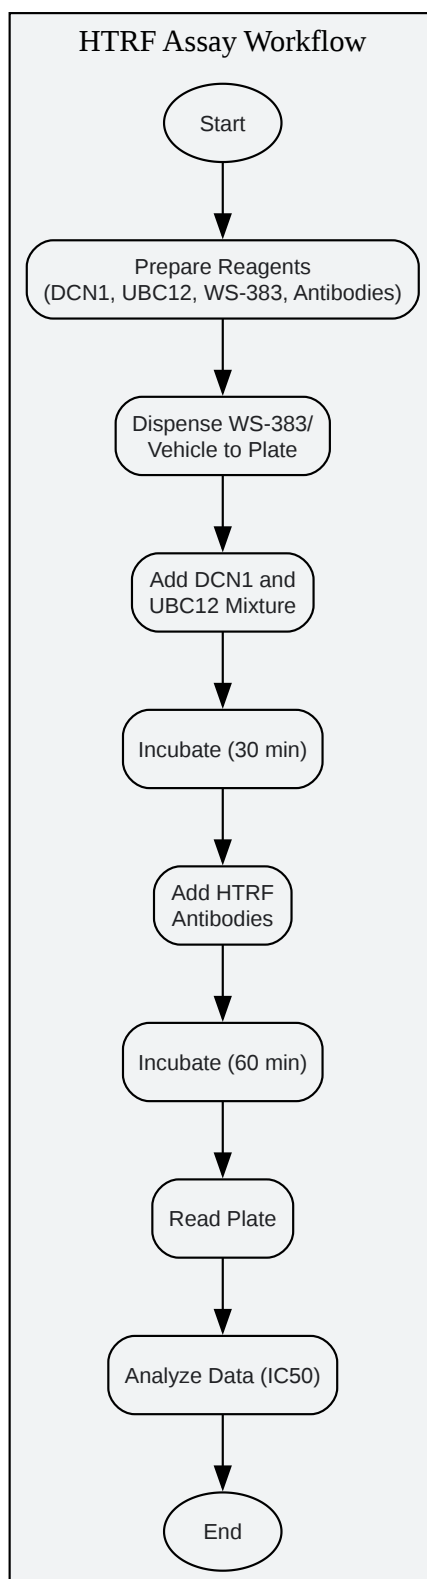 HTRF Assay Workflow
Start
Prepare Reagents
(DCN1, UBC12, WS-383, Antibodies)
Dispense WS-383/
Vehicle to Plate
Add DCN1 and
UBC12 Mixture
Incubate (30 min)
Add HTRF
Antibodies
Incubate (60 min)
Read Plate
Analyze Data (IC50)
End